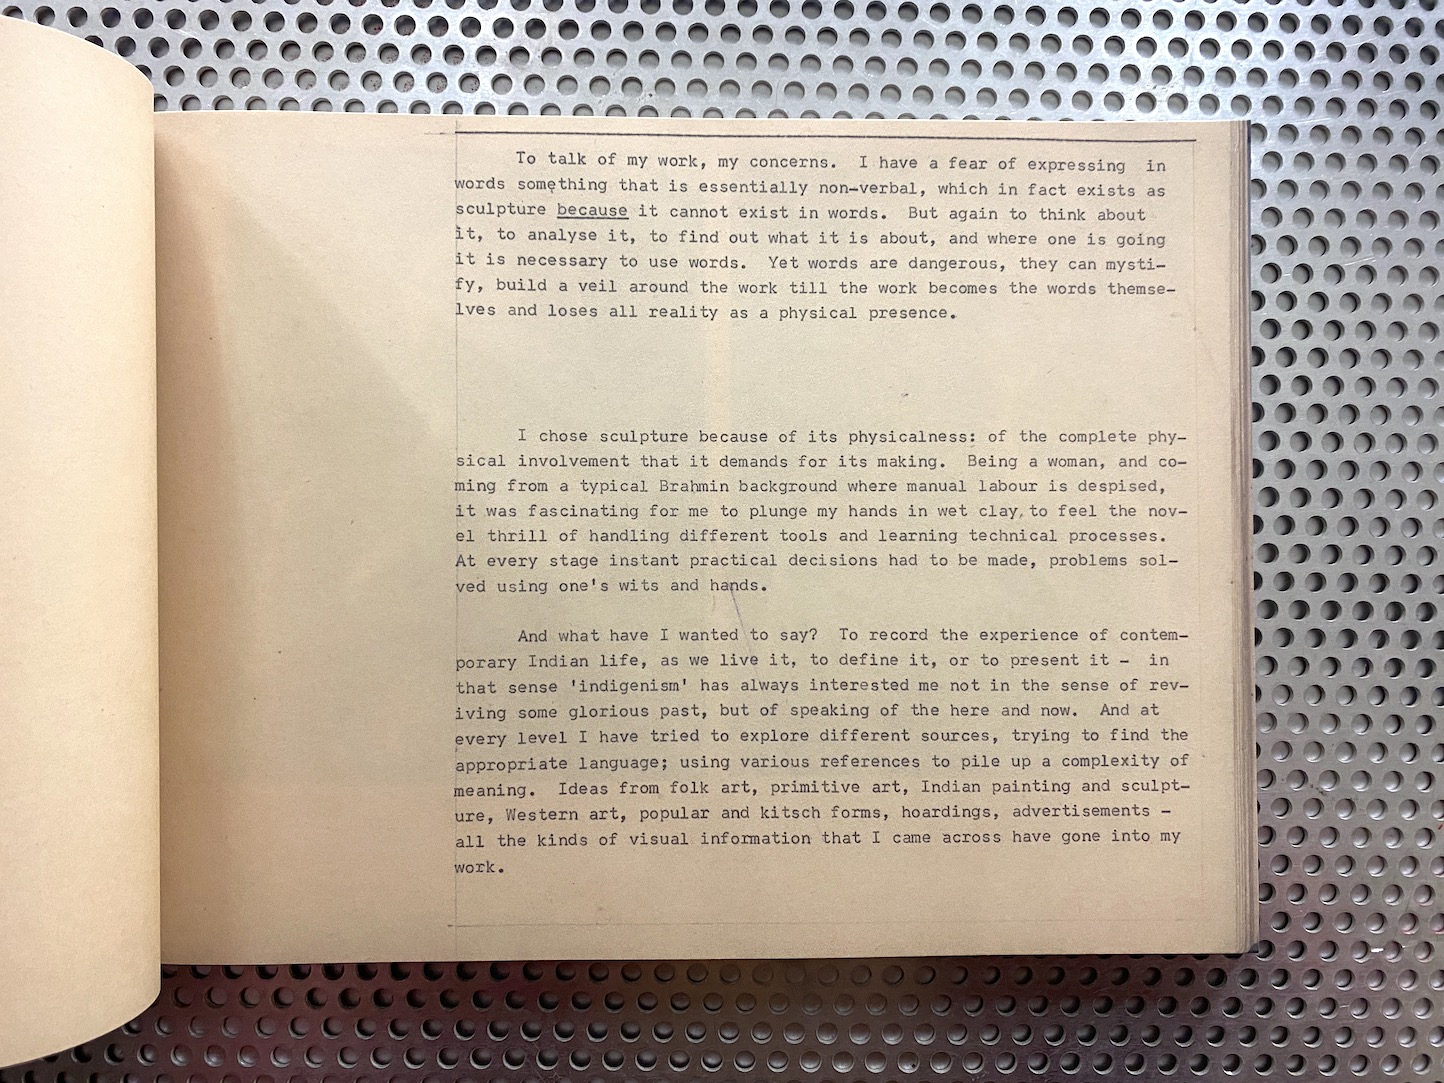 To talk of my work, my concerns. I have a fear of expressing in
words something that is essentially non-verbal, which in fact exists as
sculpture because it cannot exist in words. But again to think about
it, to analyse it, to find out what it is about, and where one is going
it is necessary to use words. Yet words are dangerous, they can mysti-
fy, build a veil around the work till the work becomes the words themse-
lves and loses all reality as a physical presence.
I chose sculpture because of its physicalness: of the complete phy-
sical involvement that it demands for its making. Being a woman, and co-
ming from a typical Brahmin background where manual labour is despised,
it was fascinating for me to plunge my hands in wet clay, to feel the nov-
el thrill of handling different tools and learning technical processes.
At every stage instant practical decisions had to be made, problems sol-
ved using one's wits and hands.
And what have I wanted to say? To record the experience of contem-
porary Indian life, as we live it, to define it, or to present it - in
that sense 'indigenism' has always interested me not in the sense of rev-
iving some glorious past, but of speaking of the here and now. And at
every level I have tried to explore different sources, trying to find the
appropriate language; using various references to pile up a complexity of
meaning. Ideas from folk art, primitive art, Indian painting and sculpt-
ure, Western art, popular and kitsch forms, hoardings, advertisements -
all the kinds of visual information that I came across have gone into my
work.